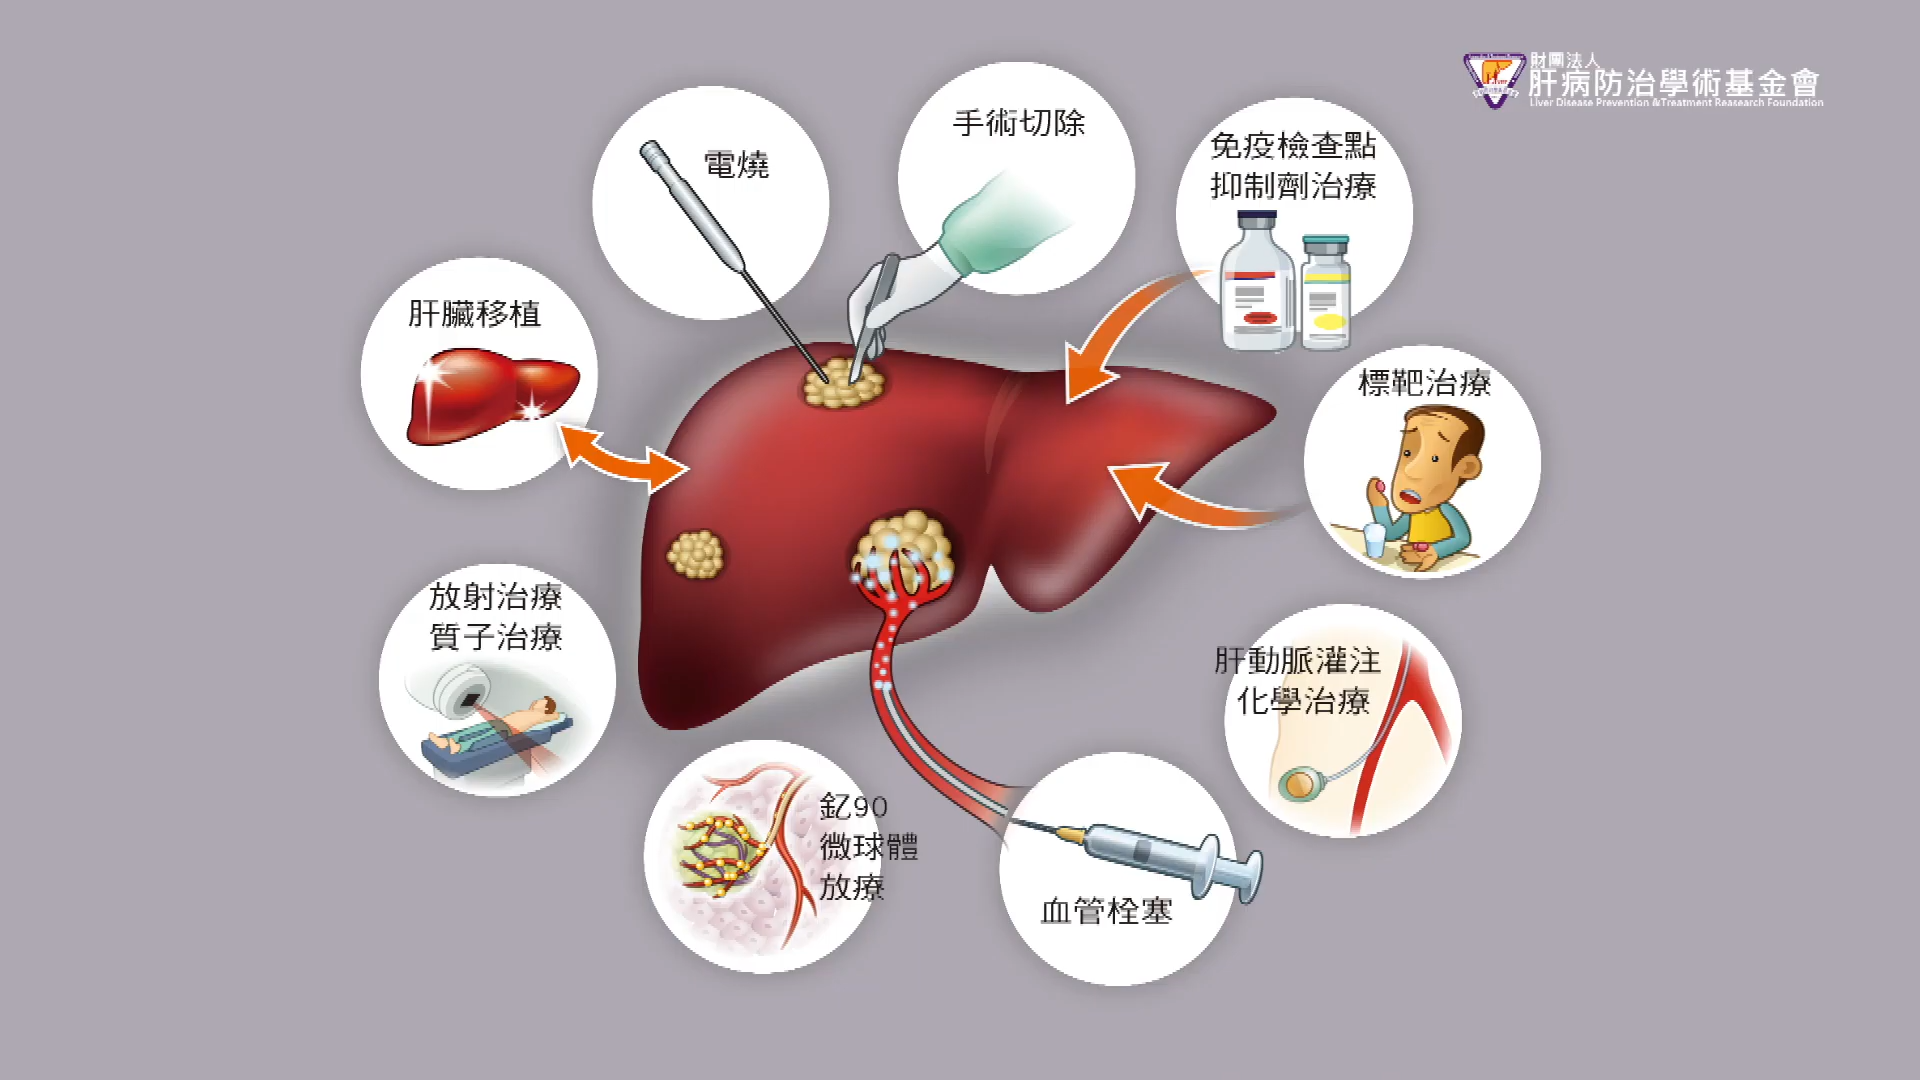 財團法人
肝病防治學術基金會
Liver Disease Prevention &Treatment Reasearch Foundation
手術切除
電燒
免疫檢查點
抑制劑治療
肝臟移植
標靶治療
放射治療
質子治療
肝動脈灌注
化學治療
釔90
微球體
放療
血管栓塞